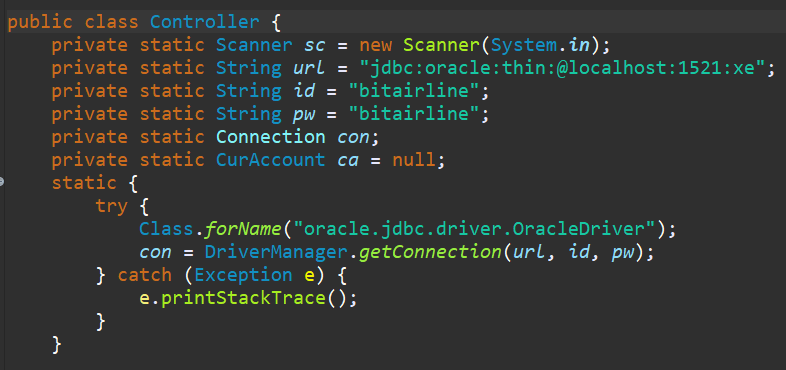 public class Controller {
    private static Scanner sc = new Scanner(System.in);
    private static String url = "jdbc:oracle:thin:@localhost:1521:xe";
    private static String id = "bitairline";
    private static String pw = "bitairline";
    private static Connection con;
    private static CurAccount ca = null;
    static {
        try {
            Class.forName("oracle.jdbc.driver.OracleDriver");
            con = DriverManager.getConnection(url, id, pw);
        } catch (Exception e) {
            e.printStackTrace();
        }
    }